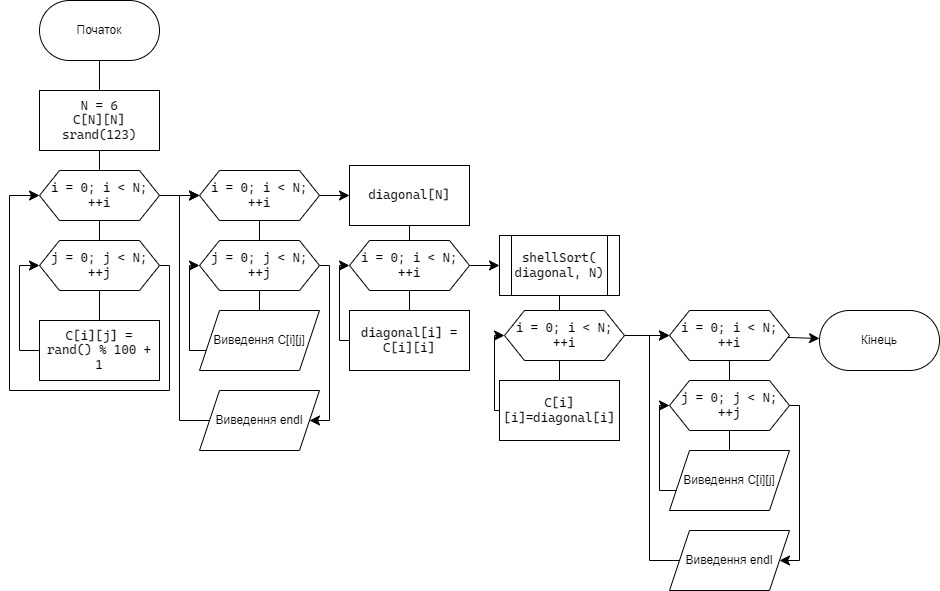 Початок
N = 6
C[N][N]
srand(123)
i = 0; i < N;
++i
j = 0; j < N;
++j
C[i][j] =
rand() % 100 +
1
i = 0; i < N;
++i
j = 0; j < N;
++j
Виведення C[i][j]
Виведення endl
diagonal[N]
i = 0; i < N;
++i
diagonal[i] =
C[i][i]
shellSort(
diagonal, N)
i = 0; i < N;
++i
C[i]
[i]=diagonal[i]
i = 0; i < N;
++i
j = 0; j < N;
++j
Виведення C[i][j]
Виведення endl
Кінець